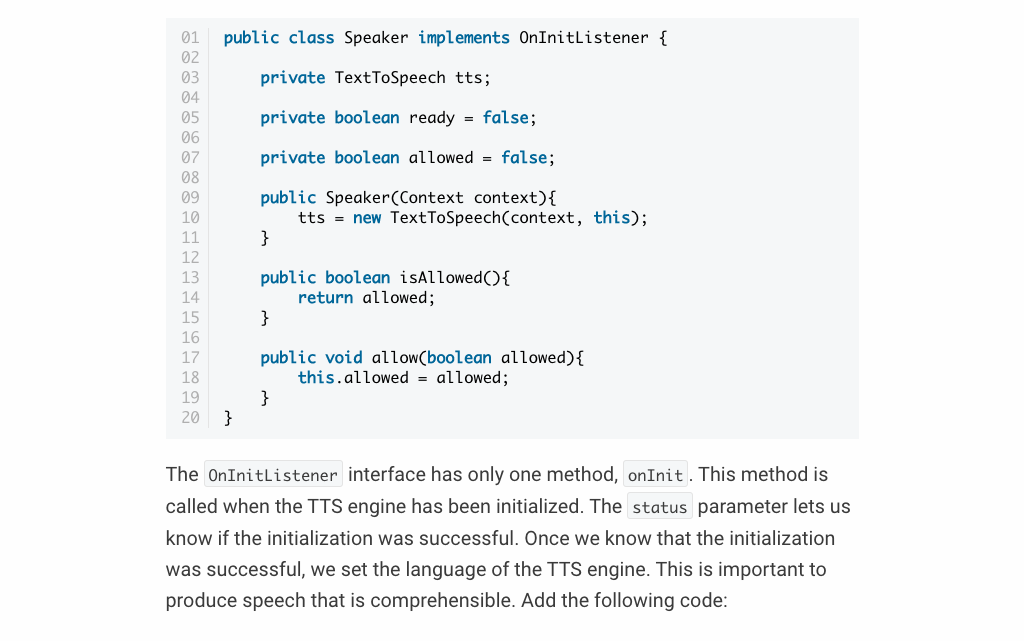 01 public class Speaker implements OnInitListener {
02
03     private TextToSpeech tts;
04
05     private boolean ready = false;
06
07     private boolean allowed = false;
08
09     public Speaker(Context context){
10         tts = new TextToSpeech(context, this);
11     }
12
13     public boolean isAllowed(){
14         return allowed;
15     }
16
17     public void allow(boolean allowed){
18         this.allowed = allowed;
19     }
20 }
The OnInitListener interface has only one method, onInit. This method is
called when the TTS engine has been initialized. The status parameter lets us
know if the initialization was successful. Once we know that the initialization
was successful, we set the language of the TTS engine. This is important to
produce speech that is comprehensible. Add the following code: